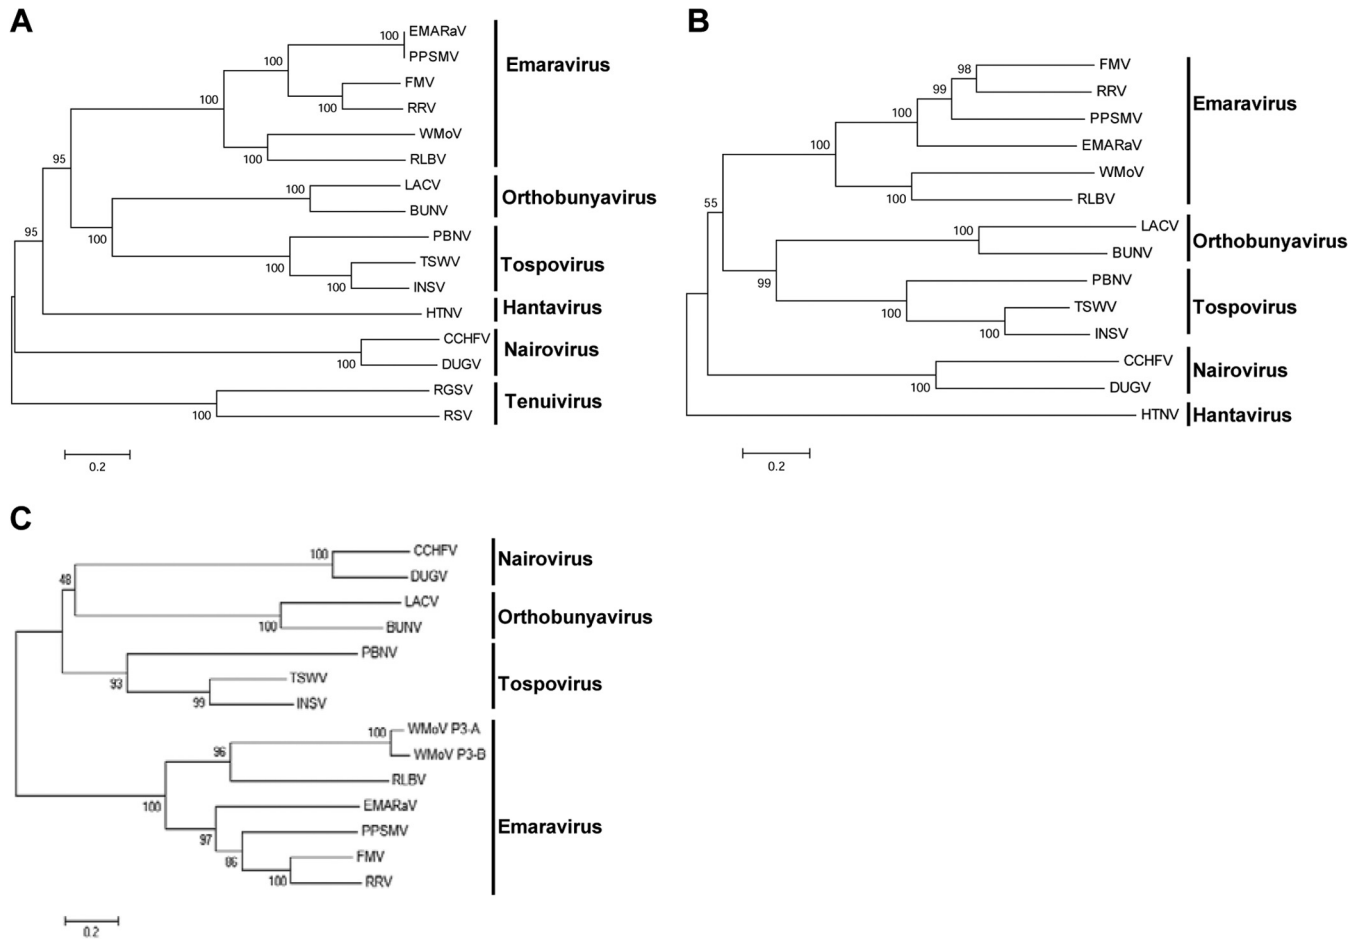 A
EMARaV
100
PPSMV
Emaravirus
100
FMV
100
100
RRV
WMoV
100
RLBV
95
LACV
100
BUNV
Orthobunyavirus
100
95
PBNV
100
TSWV
100
INSV
Tospovirus
HTNV
Hantavirus
CCHFV
100
DUGV
Nairovirus
RGSV
100
RSV
Tenuivirus
0.2
B
FMV
98
RRV
99
PPSMV
Emaravirus
100
EMARaV
100
WMoV
100
RLBV
55
LACV
100
BUNV
Orthobunyavirus
99
PBNV
100
TSWV
100
INSV
Tospovirus
CCHFV
100
DUGV
Nairovirus
HTNV
Hantavirus
0.2
C
CCHFV
100
DUGV
Nairovirus
48
LACV
100
BUNV
Orthobunyavirus
PBNV
93
TSWV
99
INSV
Tospovirus
WMoV P3-A
100
WMoV P3-B
96
RLBV
100
EMARaV
97
PPSMV
86
FMV
100
RRV
Emaravirus
0.2